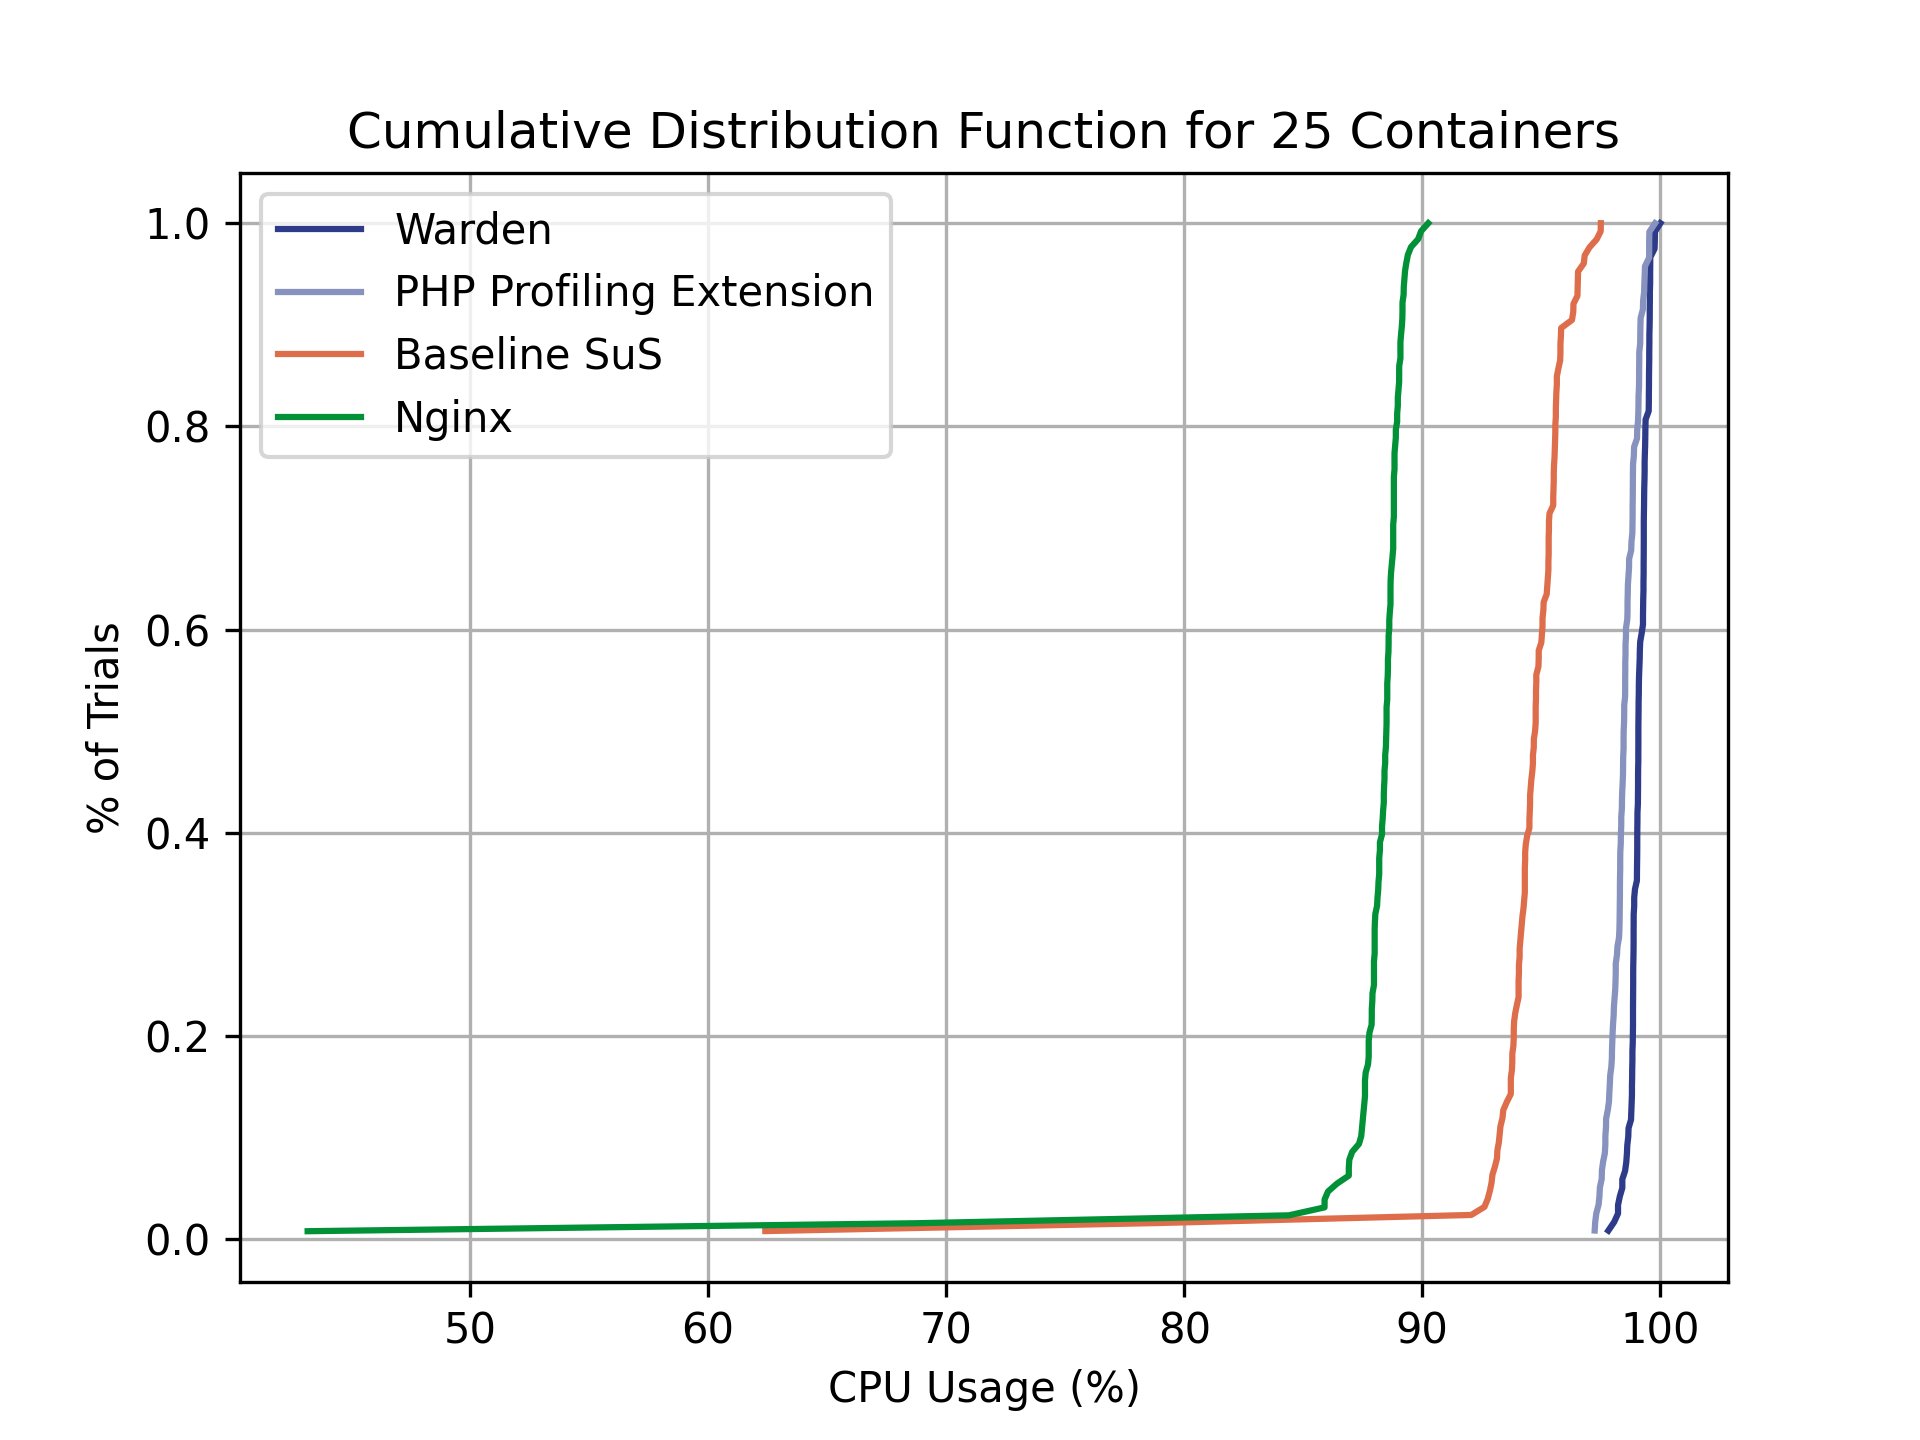 Cumulative Distribution Function for 25 Containers
Warden
PHP Profiling Extension
Baseline SuS
Nginx
1.0
0.8
0.6
0.4
0.2
0.0
% of Trials
50 60 70 80 90 100
CPU Usage (%)